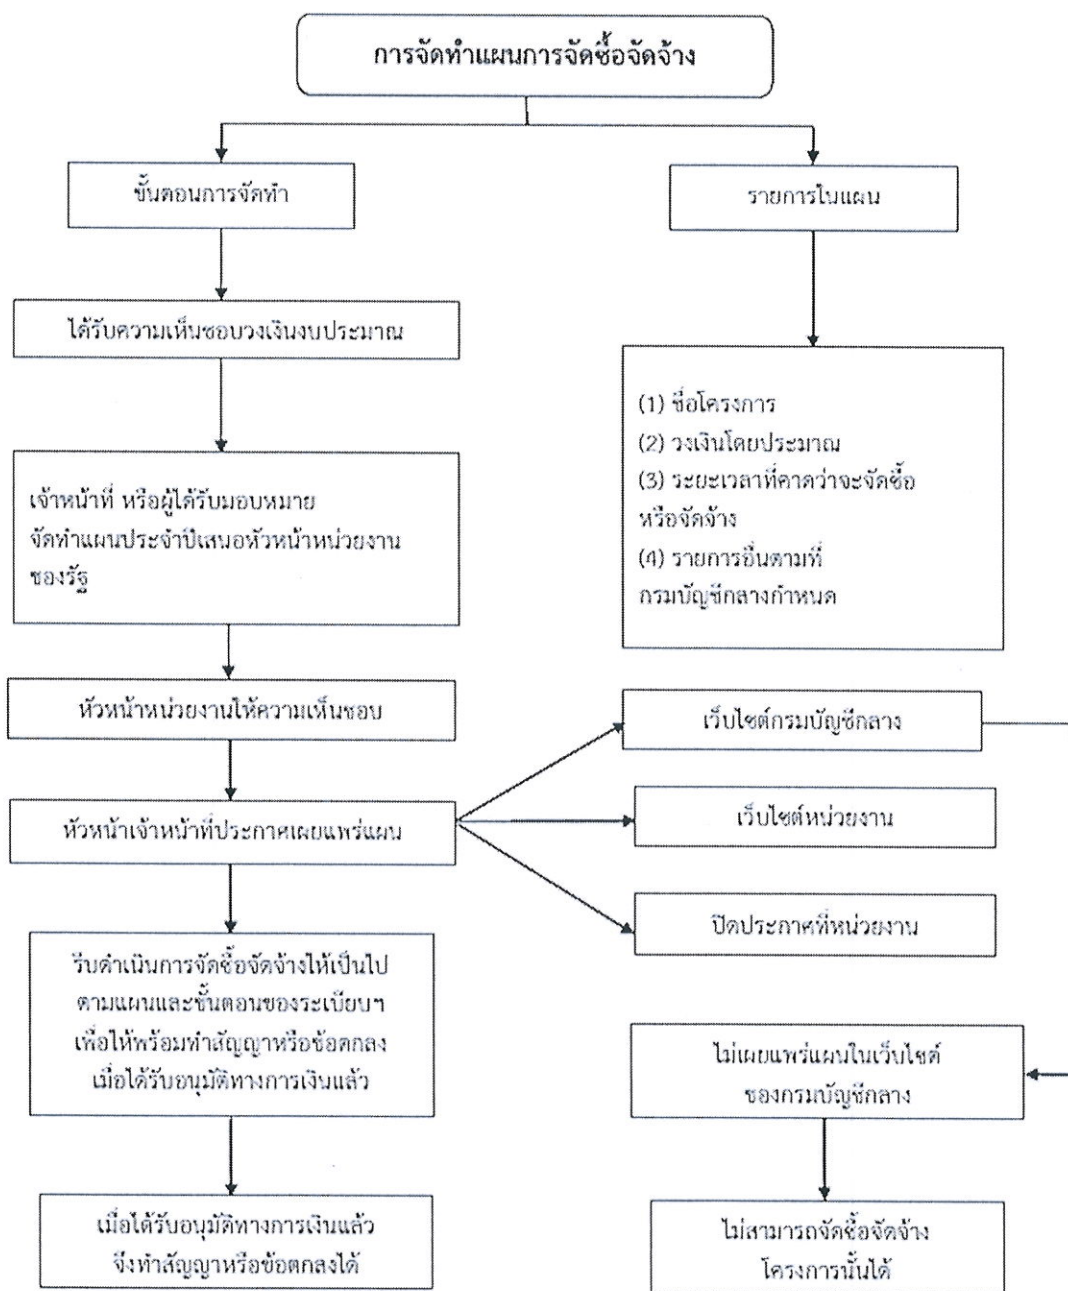 การจัดทำแผนการจัดซื้อจัดจ้าง
ขั้นตอนการจัดทำ
รายการในแผน
ได้รับความเห็นชอบวงเงินงบประมาณ
(1) ชื่อโครงการ
(2) วงเงินโดยประมาณ
(3) ระยะเวลาที่คาดว่าจะจัดซื้อ
หรือจัดจ้าง
(4) รายการอื่นตามที่
กรมบัญชีกลางกำหนด
เจ้าหน้าที่ หรือผู้ได้รับมอบหมาย
จัดทำแผนประจำปีเสนอหัวหน้าหน่วยงาน
ของรัฐ
หัวหน้าหน่วยงานให้ความเห็นชอบ
เว็บไซต์กรมบัญชีกลาง
หัวหน้าเจ้าหน้าที่ประกาศเผยแพร่แผน
เว็บไซต์หน่วยงาน
ปิดประกาศที่หน่วยงาน
รีบดำเนินการจัดซื้อจัดจ้างให้เป็นไป
ตามแผนและขั้นตอนของระเบียบฯ
เพื่อให้พร้อมทำสัญญาหรือข้อตกลง
เมื่อได้รับอนุมัติทางการเงินแล้ว
ไม่เผยแพร่แผนในเว็บไซต์
ของกรมบัญชีกลาง
เมื่อได้รับอนุมัติทางการเงินแล้ว
จึงทำสัญญาหรือข้อตกลงได้
ไม่สามารถจัดซื้อจัดจ้าง
โครงการนั้นได้